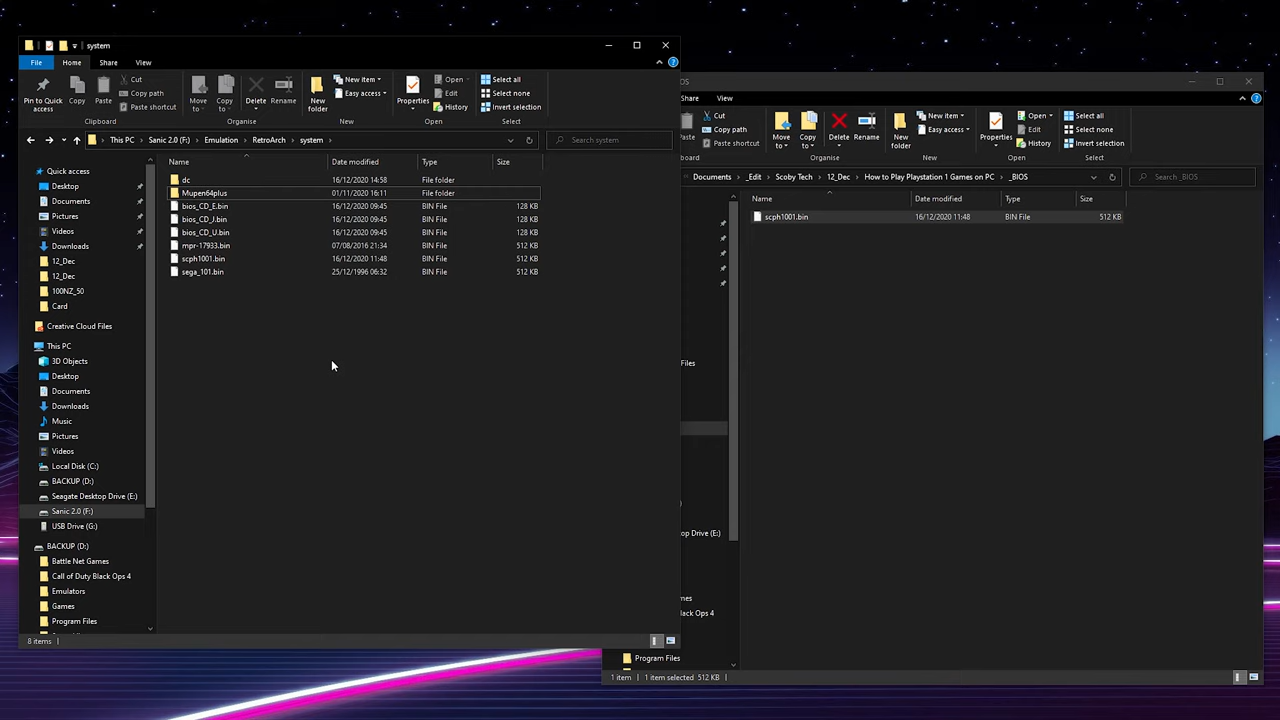 system
File Home Share View
Pin to Quick access
Copy
Paste
Cut
Copy path
Paste shortcut
Clipboard
Move to
Copy to
Delete
Rename
Organise
New folder
New item
Easy access
New
Properties
Open
Edit
History
Open
Select all
Select none
Invert selection
Select
This PC > Sanic 2.0 (F:) > Emulation > RetroArch > system >
Search system
Quick access
Desktop
Documents
Pictures
Videos
Downloads
12_Dec
12_Dec
100NZ_50
Card
Creative Cloud Files
This PC
3D Objects
Desktop
Documents
Downloads
Music
Pictures
Videos
Local Disk (C:)
BACKUP (D:)
Seagate Desktop Drive (E:)
Sanic 2.0 (F:)
USB Drive (G:)
BACKUP (D:)
Battle Net Games
Call of Duty Black Ops 4
Emulators
Games
Program Files
Name Date modified Type Size
dc 16/12/2020 14:58 File folder
Mupen64plus 01/11/2020 16:11 File folder
bios_CD_E.bin 16/12/2020 09:45 BIN File 128 KB
bios_CD_J.bin 16/12/2020 09:45 BIN File 128 KB
bios_CD_U.bin 16/12/2020 09:45 BIN File 128 KB
mpr-17933.bin 07/08/2016 21:34 BIN File 512 KB
scph1001.bin 16/12/2020 11:48 BIN File 512 KB
sega_101.bin 25/12/1996 06:32 BIN File 512 KB
8 items
OS
Share View
Paste
Cut
Copy path
Paste shortcut
pboard
Move to
Copy to
Delete
Rename
Organise
New folder
New item
Easy access
New
Properties
Open
Edit
History
Open
Select all
Select none
Invert selection
Select
Documents > _Edit > Scoby Tech > 12_Dec > How to Play Playstation 1 Games on PC > _BIOS
Search _BIOS
Name Date modified Type Size
scph1001.bin 16/12/2020 11:48 BIN File 512 KB
Files
op Drive (E:)
mes
ck Ops 4
Program Files
1 item 1 item selected 512 KB